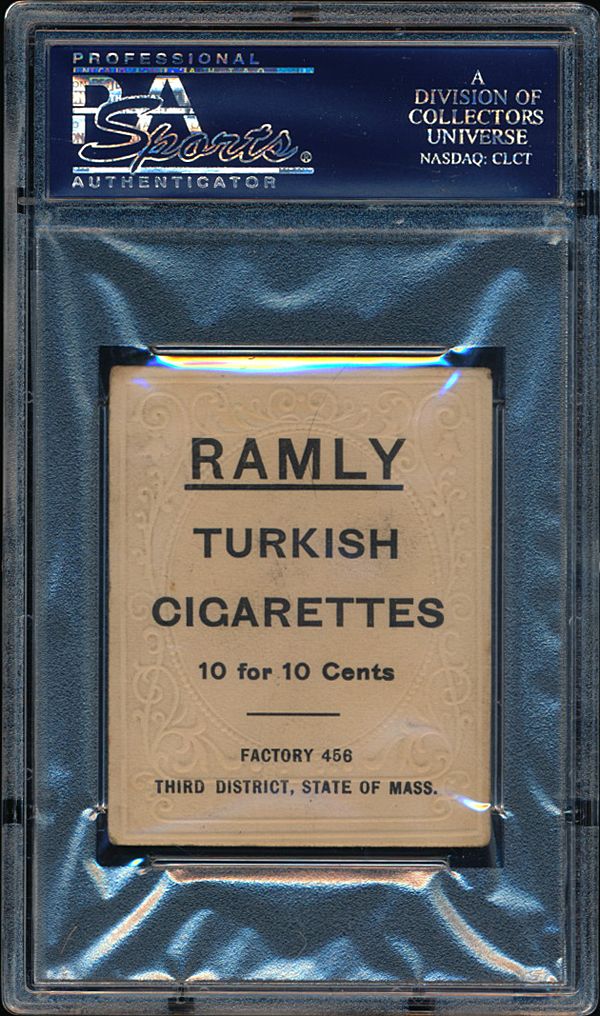 PROFESSIONAL
PSA
Sports®
AUTHENTICATOR
A
DIVISION OF
COLLECTORS
UNIVERSE
NASDAQ: CLCT
RAMLY
TURKISH
CIGARETTES
10 for 10 Cents
FACTORY 456
THIRD DISTRICT, STATE OF MASS.